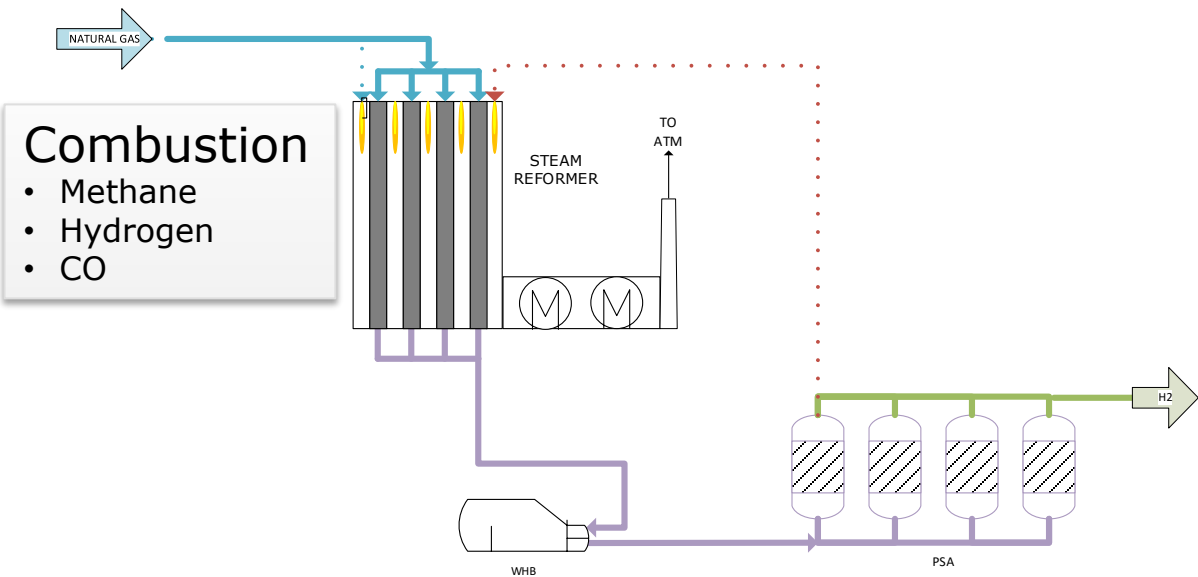 NATURAL GAS
Combustion
• Methane
• Hydrogen
• CO
TO
ATM
STEAM
REFORMER
H2
PSA
WHB